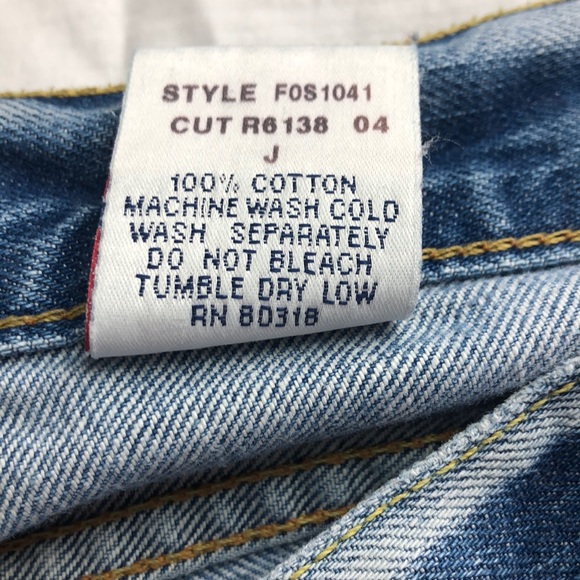 STYLE F0S1041
CUT R6138 04
J
100% COTTON
MACHINE WASH COLD
WASH SEPARATELY
DO NOT BLEACH
TUMBLE DRY LOW
RN 80318